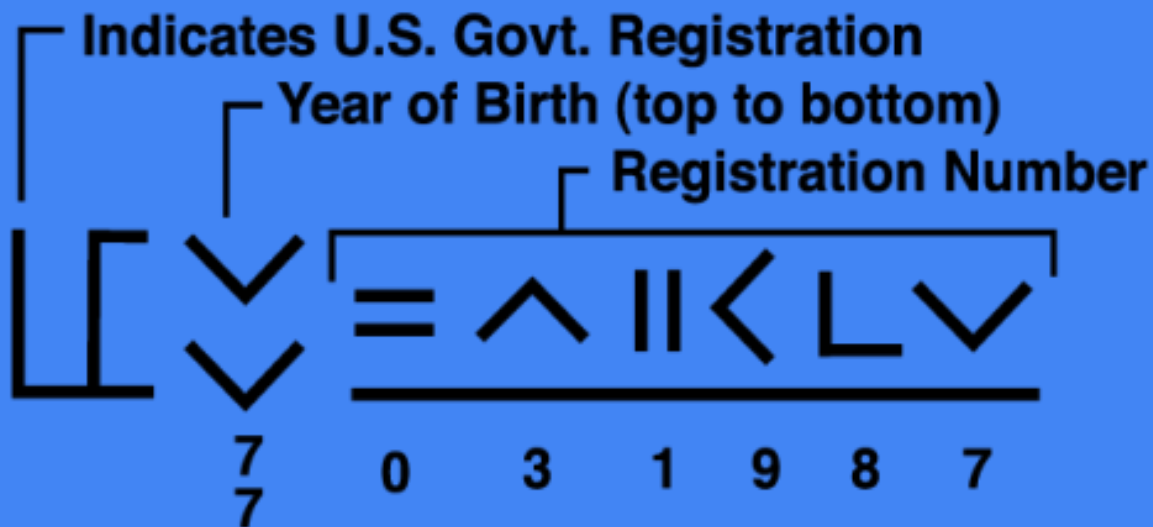 Indicates U.S. Govt. Registration
Year of Birth (top to bottom)
Registration Number
7 0 3 1 9 8 7
7